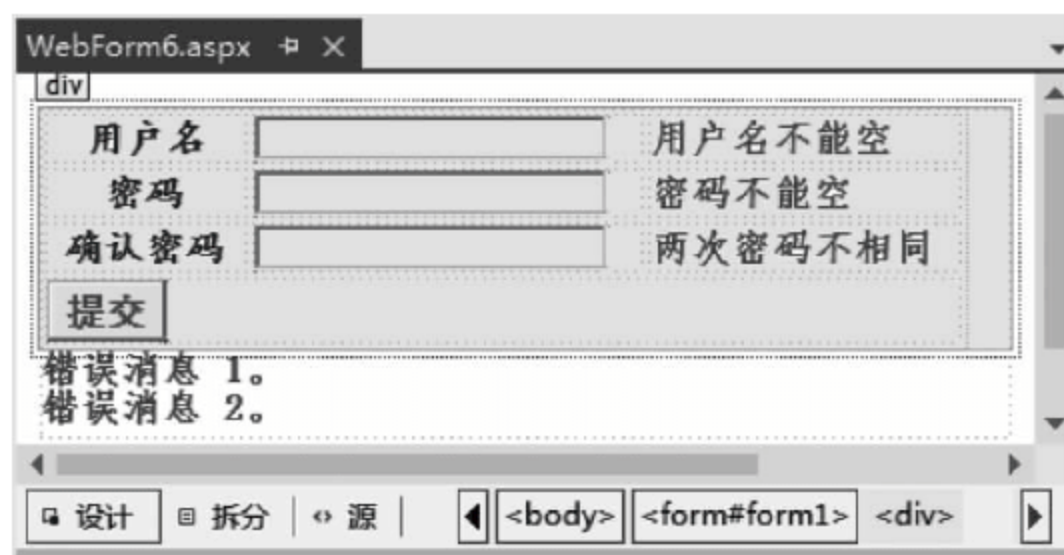 WebForm6.aspx
div
用户名 用户名不能空
密码 密码不能空
确认密码 两次密码不相同
提交
错误消息 1。
错误消息 2。
设计 拆分 源 <body> <form#form1> <div>